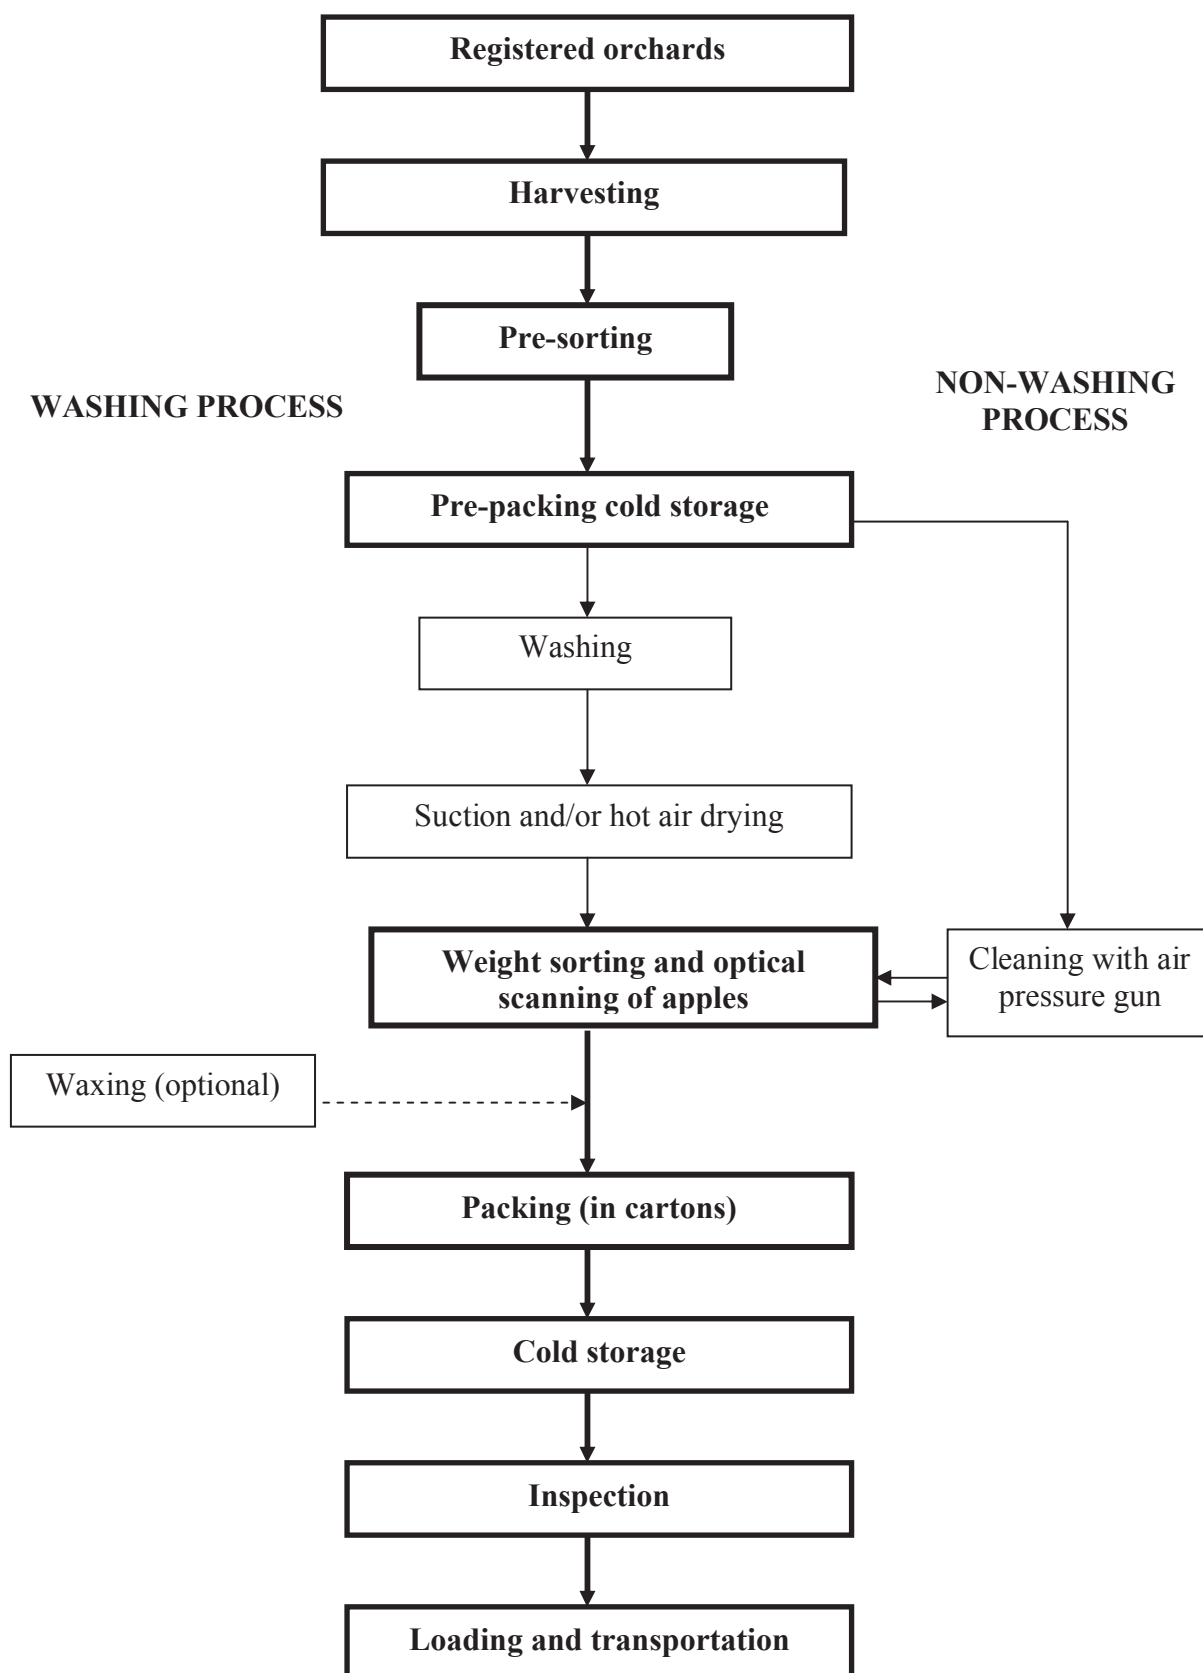 Registered orchards
Harvesting
Pre-sorting
WASHING PROCESS
NON-WASHING
PROCESS
Pre-packing cold storage
Washing
Suction and/or hot air drying
Weight sorting and optical
scanning of apples
Cleaning with air
pressure gun
Waxing (optional)
Packing (in cartons)
Cold storage
Inspection
Loading and transportation